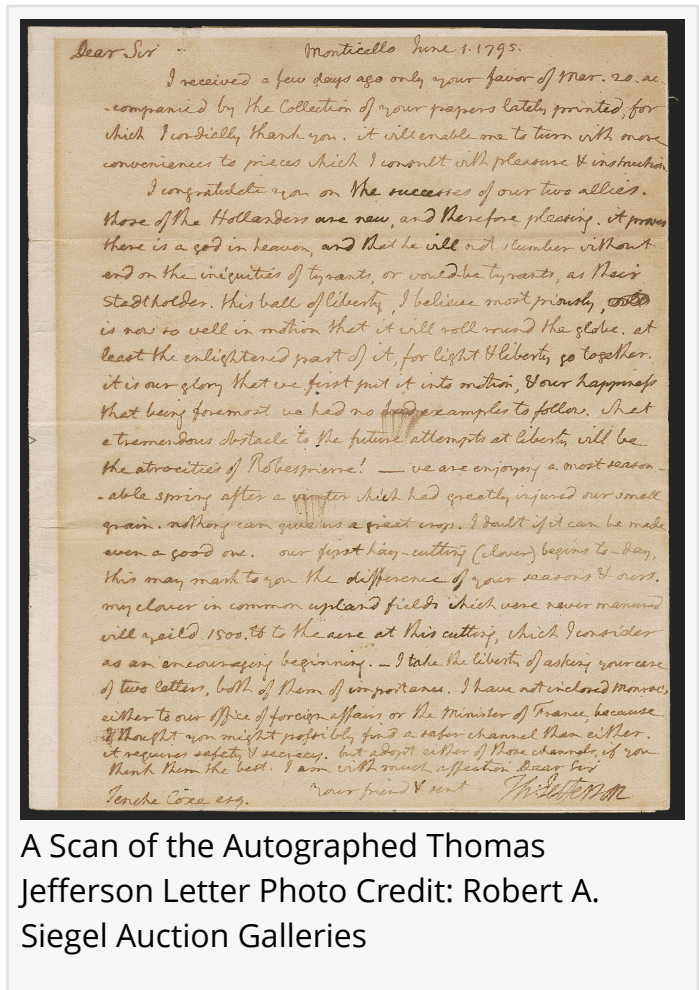 Dear Sir
Monticello June 1. 1795.
I received a few days ago only your favor of Mar. 20. ac-
-companied by the Collection of your papers lately printed, for
which I cordially thank you. it will enable me to turn with more
conveniences to pieces which I consult with pleasure & instruction.
I congratulate you on the successes of our two allies.
those of the Hollanders are new, and therefore pleasing. it proves
there is a god in heaven, and that he will not slumber without
end on the iniquities of tyrants, or would-be tyrants, as their
Stadtholder. this ball of liberty, I believe most piously,
is now so well in motion that it will roll round the globe. at
least the enlightened part of it, for light & liberty go together.
it is our glory that we first put it into motion, & our happiness
that being foremost we had no bad examples to follow. what
a tremendous obstacle to the future attempts at liberty will be
the atrocities of Robespierre! — we are enjoying a most season-
-able spring after a winter which had greatly injured our small
grain. nothing can give us a great crop. I doubt if it can be made
even a good one. our first hay-cutting (clover) begins to-day.
this may mark to you the difference of your seasons & ours.
my clover in common upland fields which were never manured
will yeild 1500. ℔ to the acre at this cutting, which I consider
as an encouraging beginning. — I take the liberty of asking your care
of two letters, both of them of importance. I have not inclosed Monroe's
either to our office of foreign affairs or the Minister of France, because
I thought you might possibly find a safer channel than either.
it requires safety & secrecy. but adopt either of those channels, if you
think them the best. I am with much affection Dear Sir
Your friend & servt
Th: Jefferson
Tenche Coxe esq.
A Scan of the Autographed Thomas
Jefferson Letter Photo Credit: Robert A.
Siegel Auction Galleries